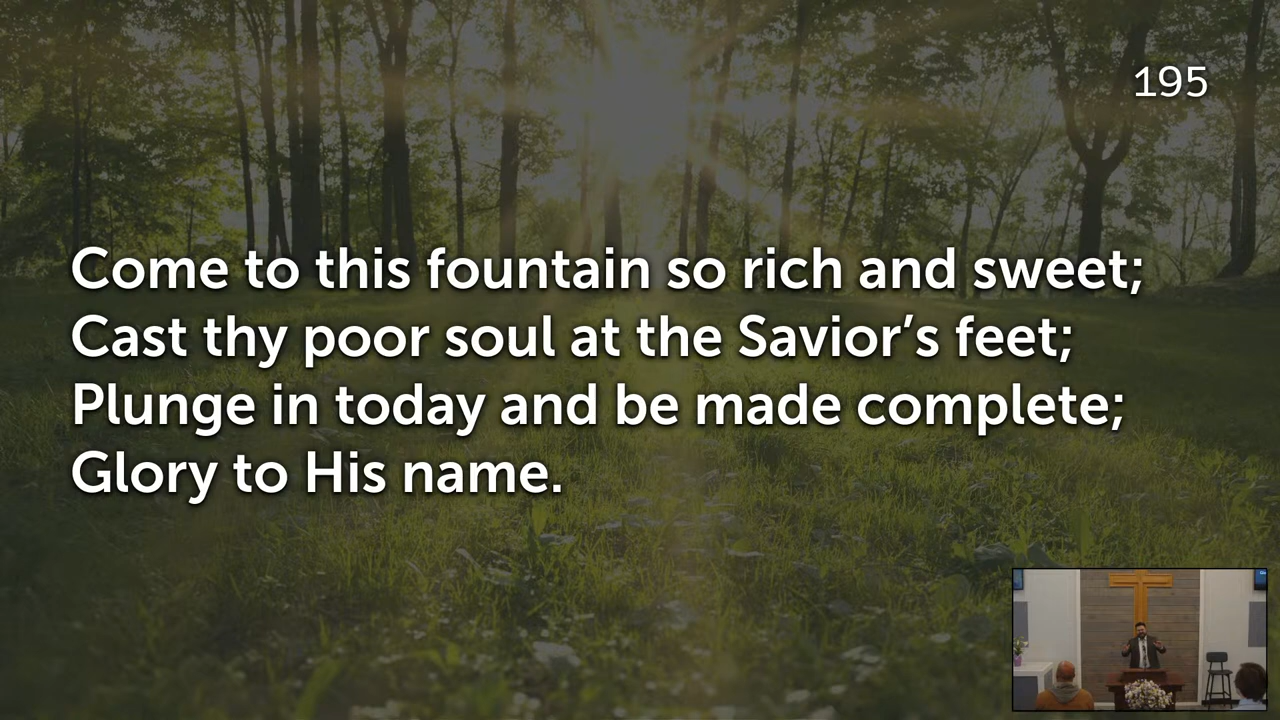 195
Come to this fountain so rich and sweet;
Cast thy poor soul at the Savior’s feet;
Plunge in today and be made complete;
Glory to His name.